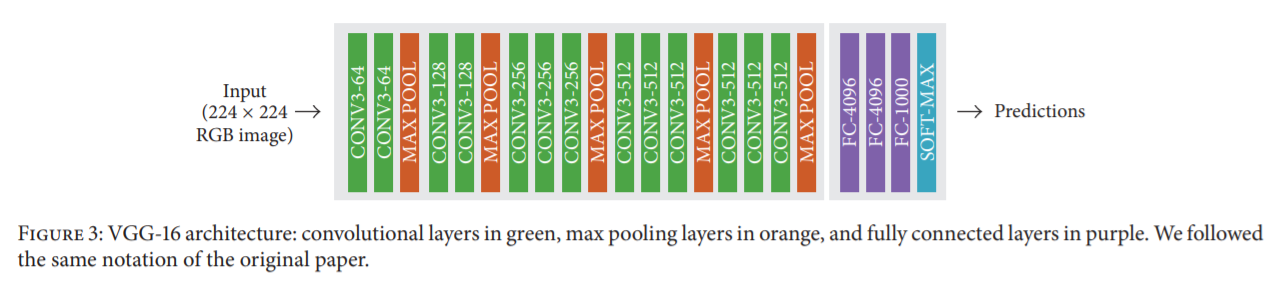 Input
(224 × 224 →
RGB image)
CONV3-64
CONV3-64
MAX POOL
CONV3-128
CONV3-128
MAX POOL
CONV3-256
CONV3-256
CONV3-256
MAX POOL
CONV3-512
CONV3-512
CONV3-512
MAX POOL
CONV3-512
CONV3-512
CONV3-512
MAX POOL
FC-4096
FC-4096
FC-1000
SOFT-MAX
→ Predictions
Figure 3: VGG-16 architecture: convolutional layers in green, max pooling layers in orange, and fully connected layers in purple. We followed
the same notation of the original paper.